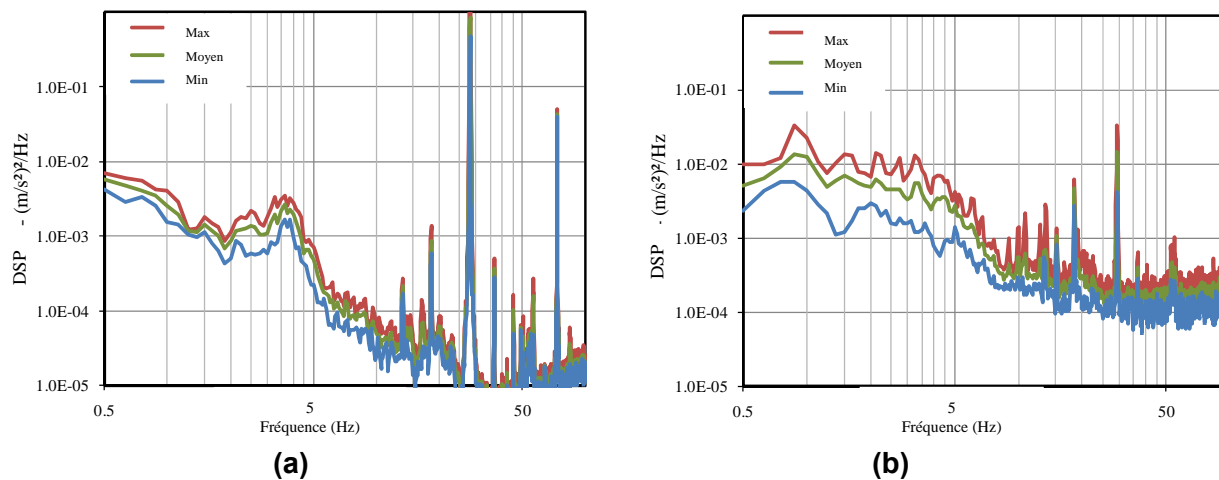 Max
Moyen
Min
1.0E-01
1.0E-02
1.0E-03
1.0E-04
1.0E-05
DSP - (m/s²)²/Hz
0.5
5
50
Fréquence (Hz)
(a)
Max
Moyen
Min
1.0E-01
1.0E-02
1.0E-03
1.0E-04
1.0E-05
DSP - (m/s²)²/Hz
0.5
5
50
Fréquence (Hz)
(b)